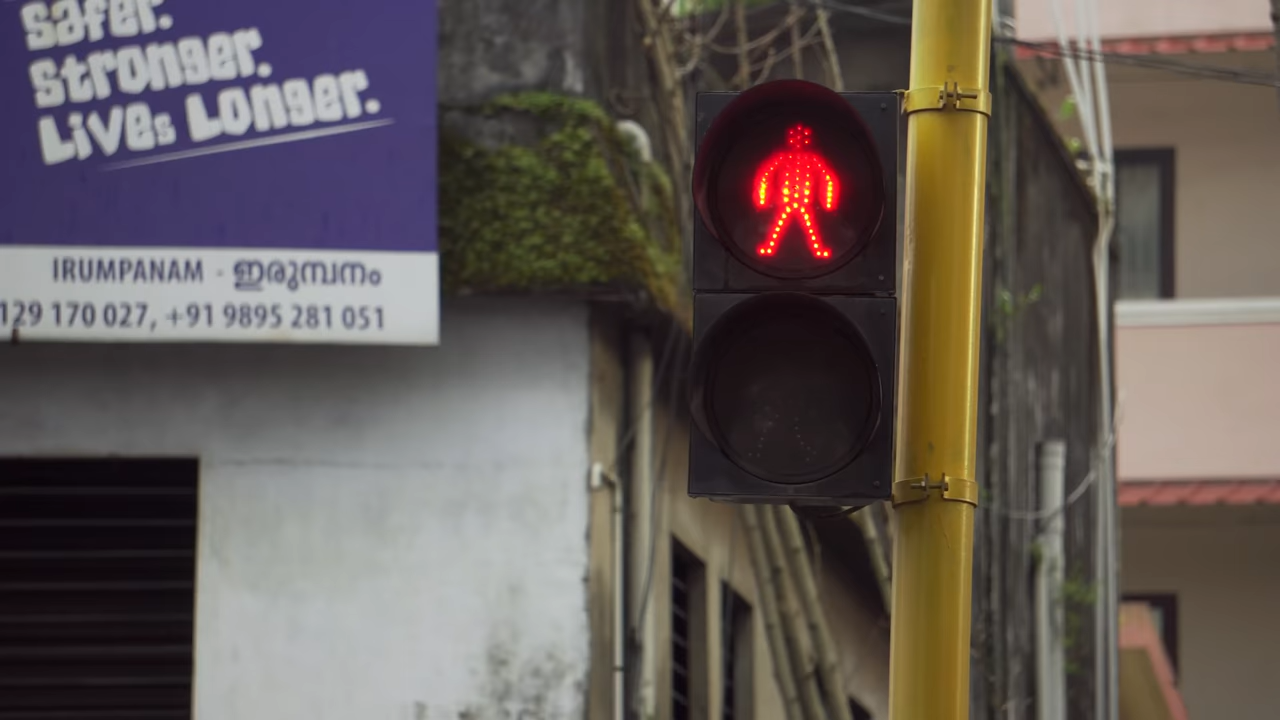 Safer.
Stronger.
Lives Longer.
IRUMPANAM - ഇരുമ്പനം
129 170 027, +91 9895 281 051